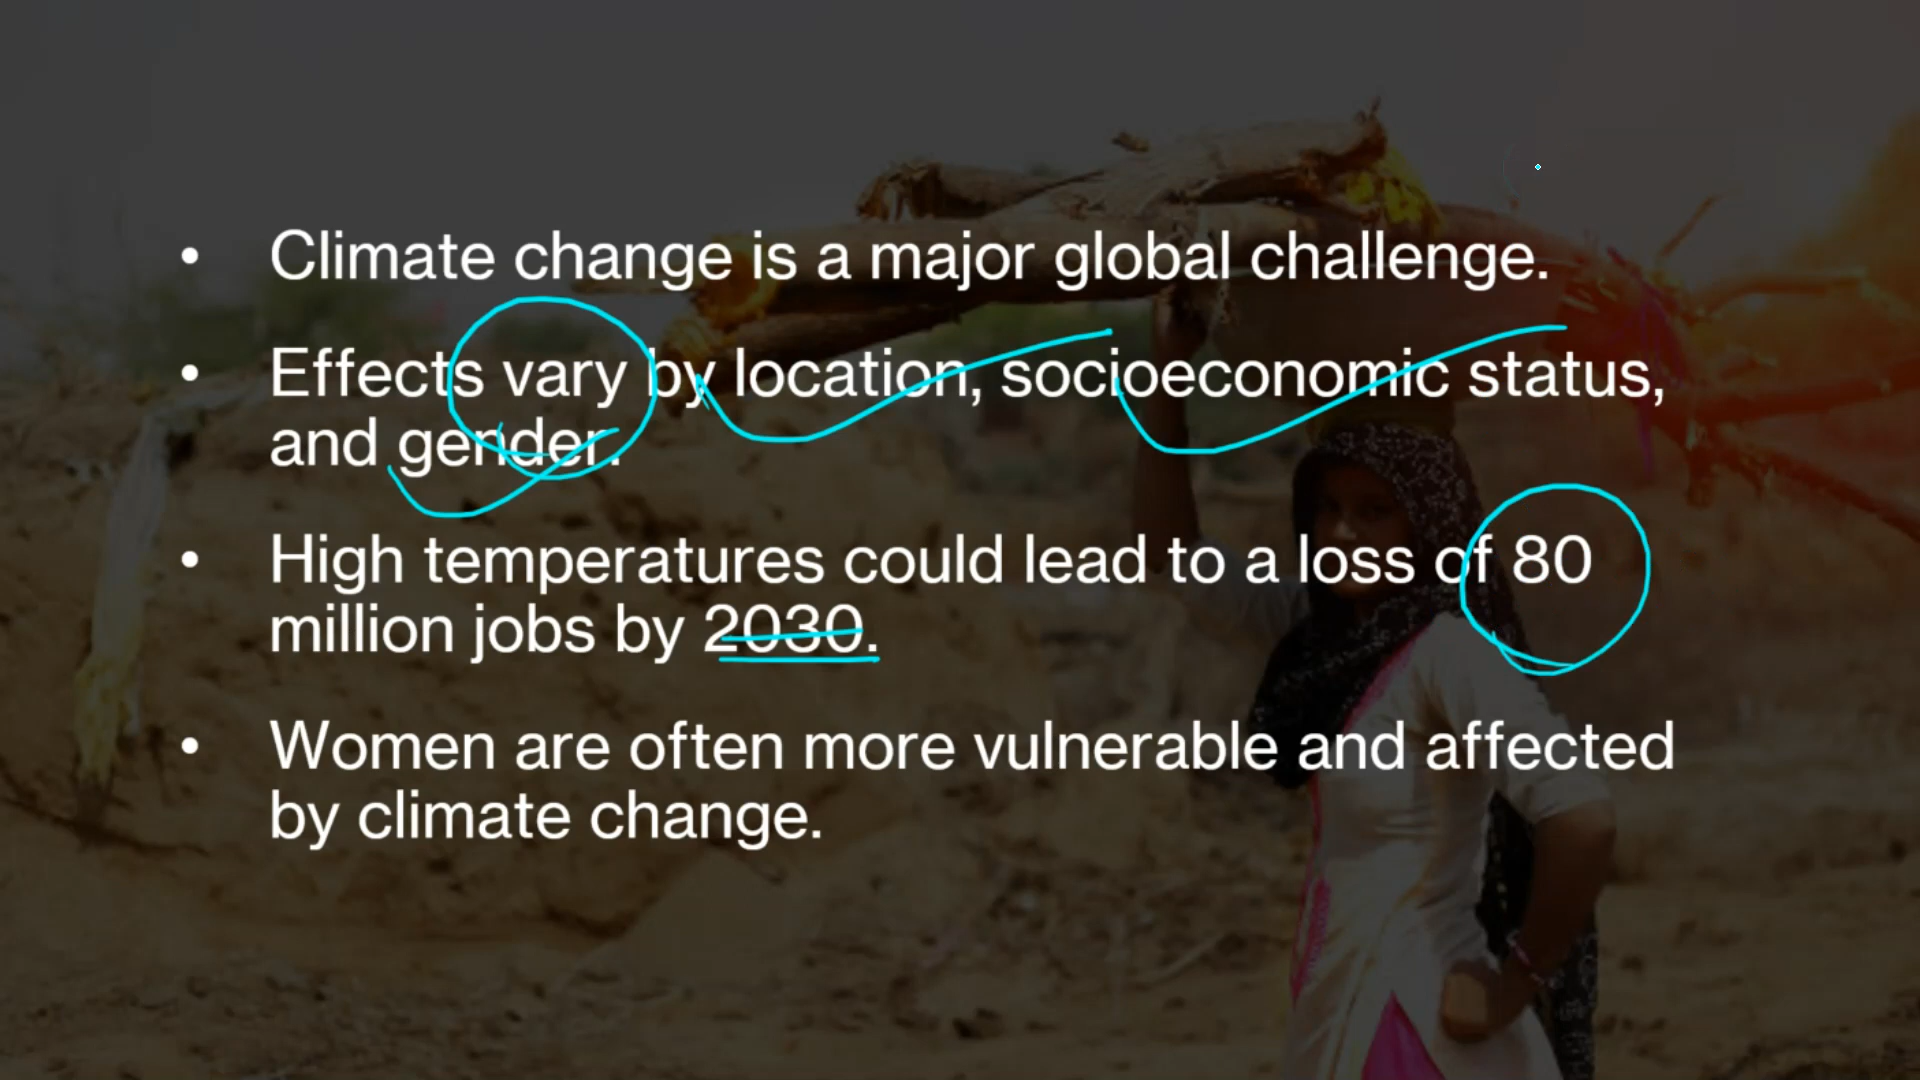 • Climate change is a major global challenge.
• Effects vary by location, socioeconomic status,
and gender.
• High temperatures could lead to a loss of 80
million jobs by 2030.
• Women are often more vulnerable and affected
by climate change.